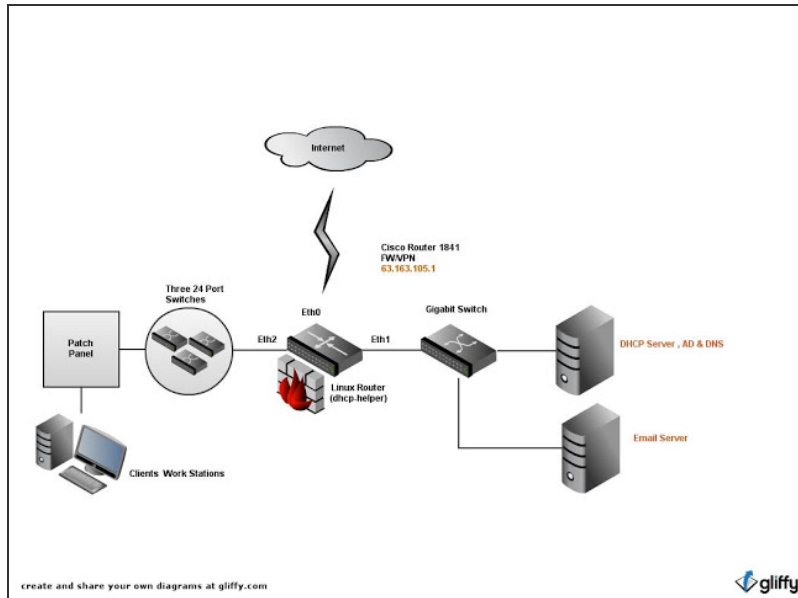 Internet
Cisco Router 1841
FW/VPN
63.163.105.1
Three 24 Port
Switches
Eth0
Gigabit Switch
Patch
Panel
Eth2
Eth1
DHCP Server , AD & DNS
Linux Router
(dhcp-helper)
Email Server
Clients Work Stations
create and share your own diagrams at gliffy.com
gliffy